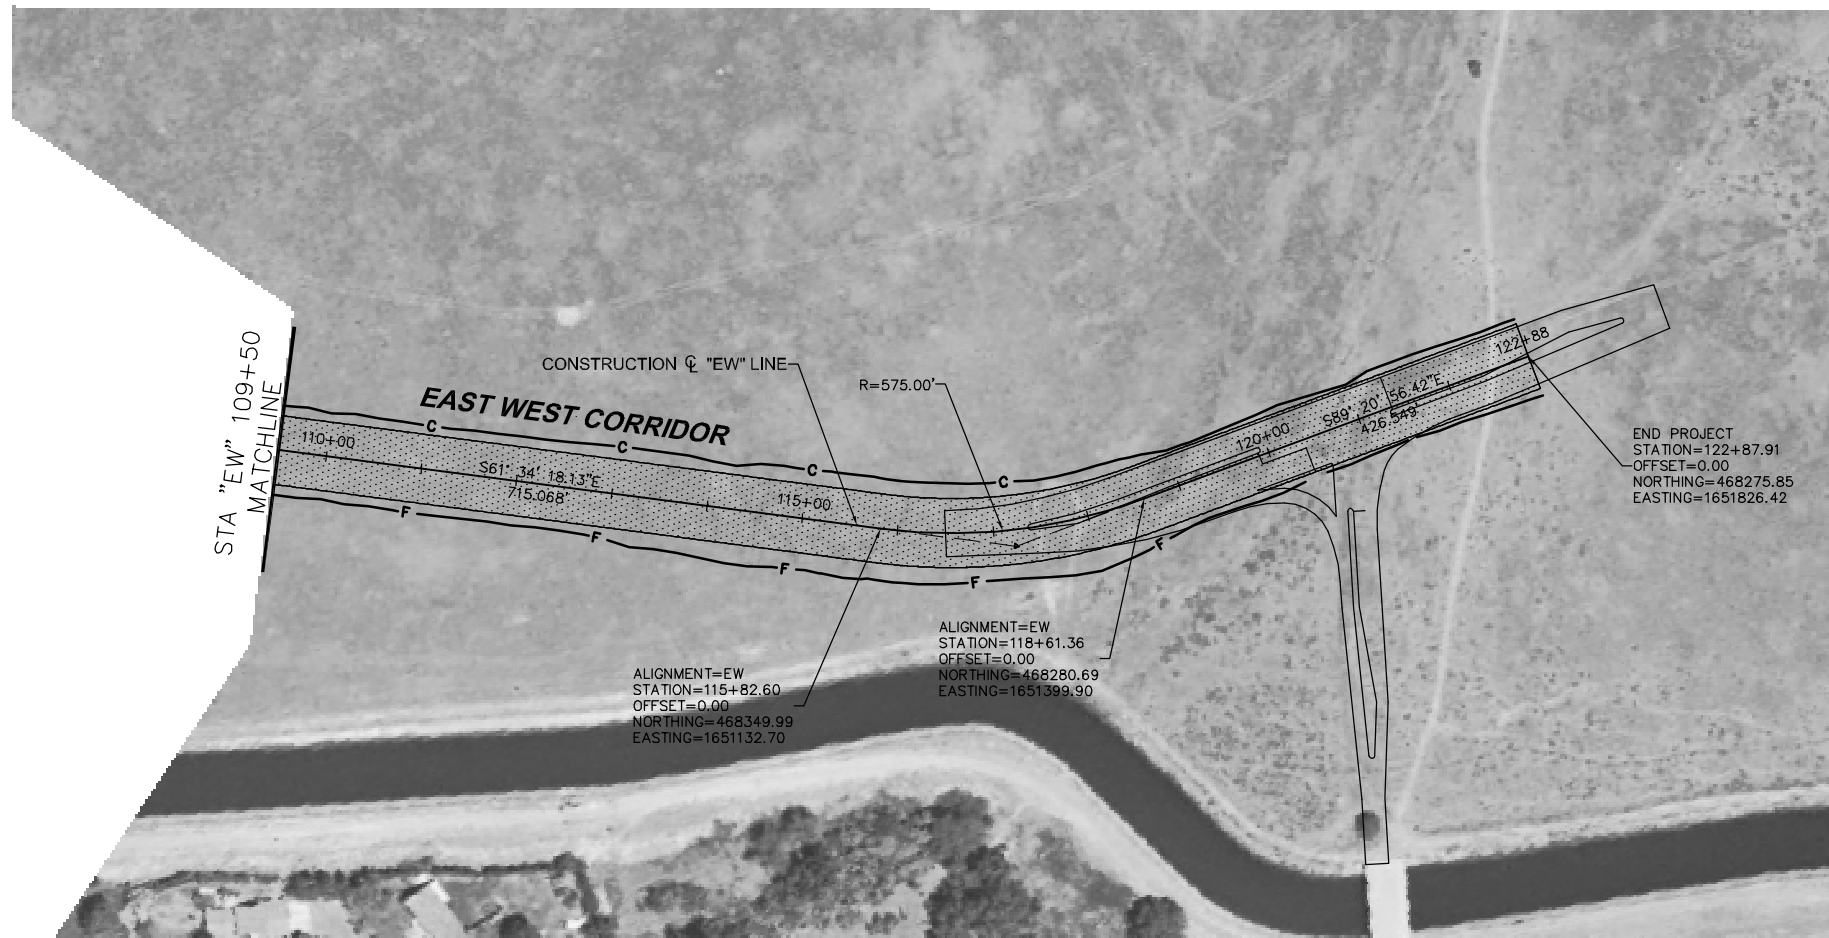 STA "EW" 109+50
MATCHLINE
CONSTRUCTION ℄ "EW" LINE
R=575.00'
EAST WEST CORRIDOR
C
C
C
C
110+00
S61° 34' 18.13"E
715.068'
115+00
120+00
S89° 20' 56.42"E
426.549'
122+88
F
F
F
F
F
END PROJECT
STATION=122+87.91
OFFSET=0.00
NORTHING=468275.85
EASTING=1651826.42
ALIGNMENT=EW
STATION=118+61.36
OFFSET=0.00
NORTHING=468280.69
EASTING=1651399.90
ALIGNMENT=EW
STATION=115+82.60
OFFSET=0.00
NORTHING=468349.99
EASTING=1651132.70